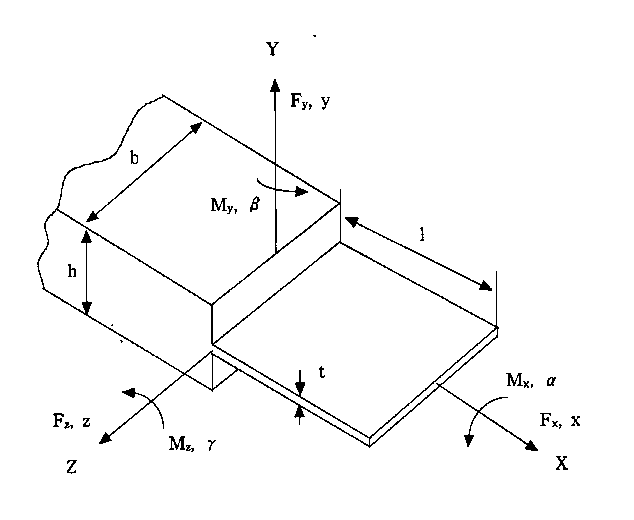 Y
Fy, y
b
My, β
l
h
t
Mx, α
Fz, z
Fx, x
Mz, γ
Z
X